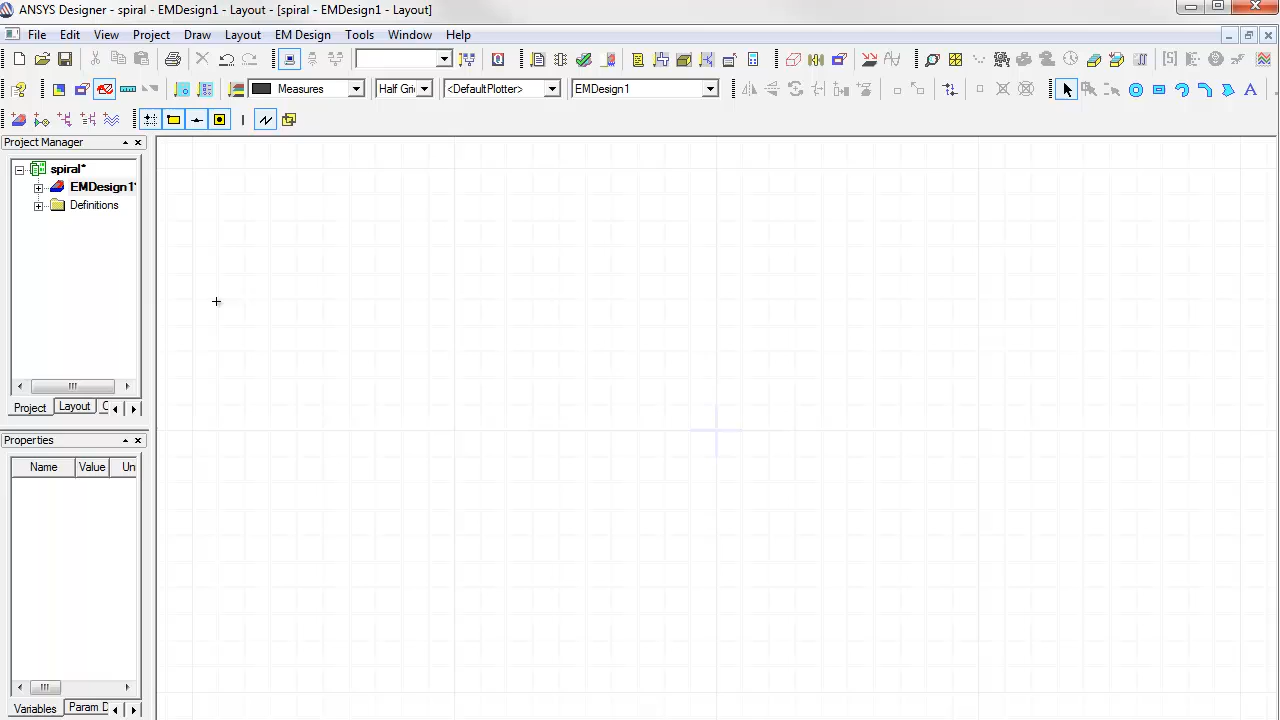 ANSYS Designer - spiral - EMDesign1 - Layout - [spiral - EMDesign1 - Layout]
File Edit View Project Draw Layout EM Design Tools Window Help
Measures Half Gri <DefaultPlotter> EMDesign1
Project Manager
spiral*
EMDesign1*
Definitions
Project Layout C
Properties
Name Value Un
Variables Param D